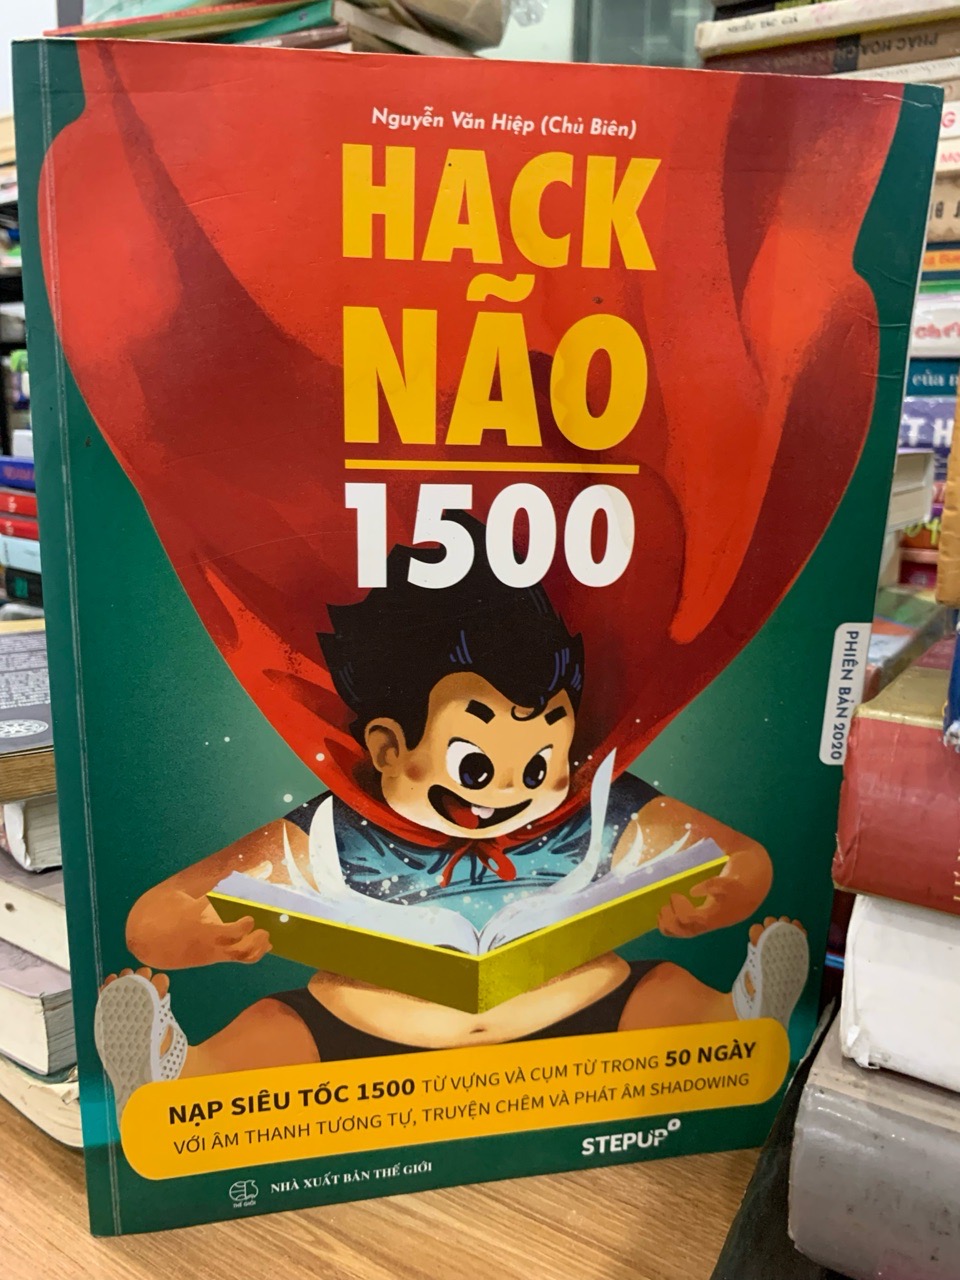 Nguyễn Văn Hiệp (Chủ Biên)
HACK
NÃO
1500
PHIÊN BẢN 2020
NẠP SIÊU TỐC 1500 TỪ VỰNG VÀ CỤM TỪ TRONG 50 NGÀY
VỚI ÂM THANH TƯƠNG TỰ, TRUYỆN CHÊM VÀ PHÁT ÂM SHADOWING
STEPUP
THẾ GIỚI
NHÀ XUẤT BẢN THẾ GIỚI